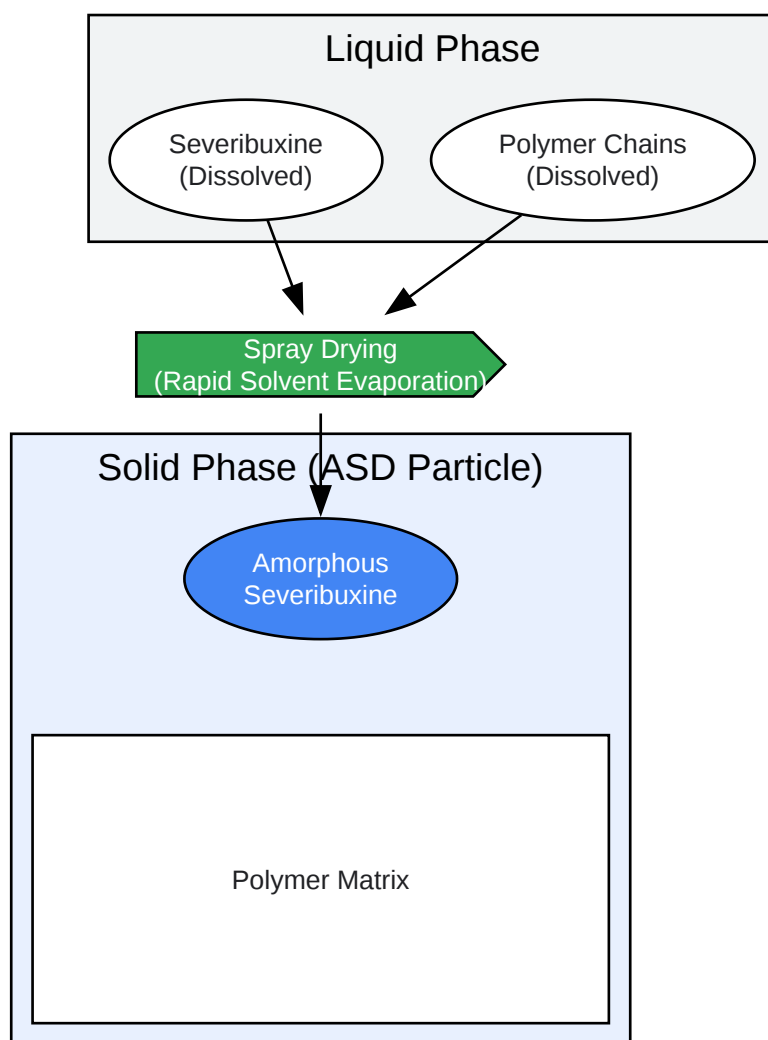 Liquid Phase
Severibuxine
(Dissolved)
Polymer Chains
(Dissolved)
Spray Drying
(Rapid Solvent Evaporation)
Solid Phase (ASD Particle)
Amorphous
Severibuxine
Polymer Matrix